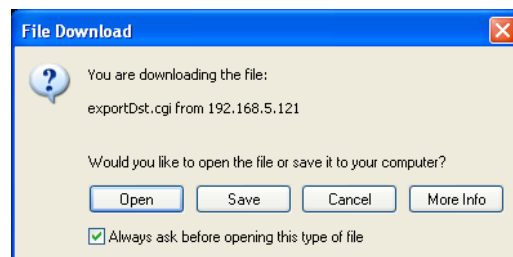 File Download
You are downloading the file:
exportDst.cgi from 192.168.5.121
Would you like to open the file or save it to your computer?
Open Save Cancel More Info
Always ask before opening this type of file